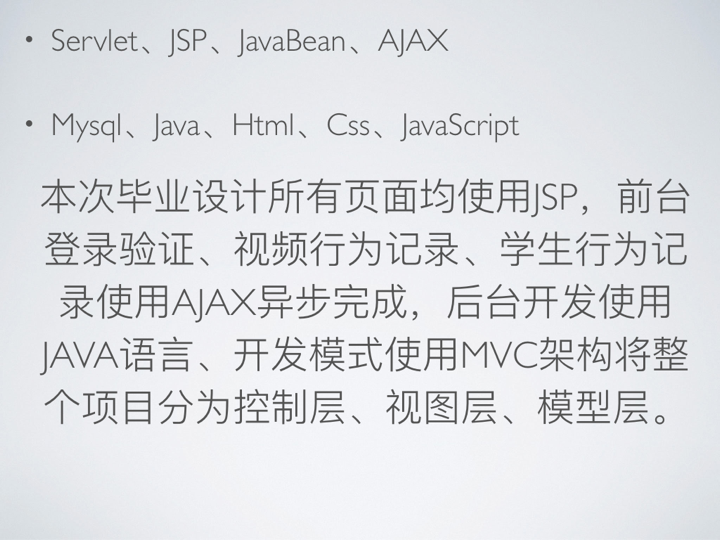 • Servlet、JSP、JavaBean、AJAX
• Mysql、Java、Html、Css、JavaScript
本次毕业设计所有页面均使用JSP，前台
登录验证、视频行为记录、学生行为记
录使用AJAX异步完成，后台开发使用
JAVA语言、开发模式使用MVC架构将整
个项目分为控制层、视图层、模型层。